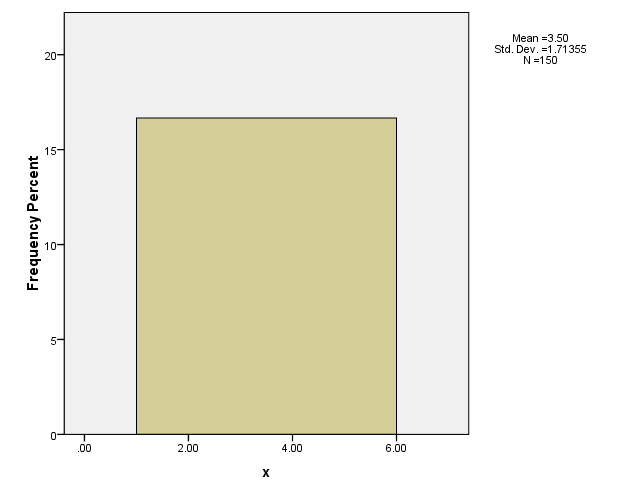 Mean =3.50
Std. Dev. =1.71355
N =150
20
15
10
5
0
Frequency Percent
.00 2.00 4.00 6.00
X